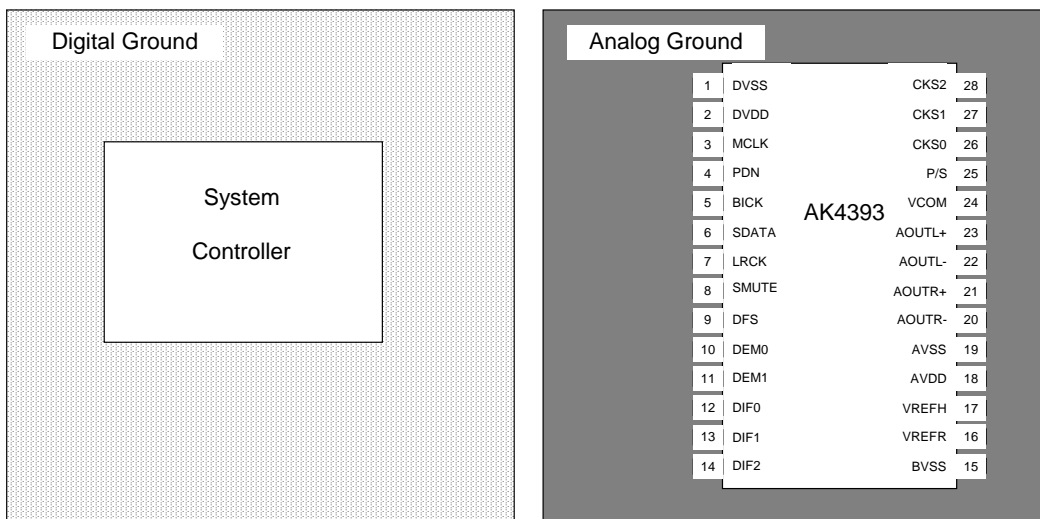 Digital Ground
System
Controller
Analog Ground
AK4393
1 DVSS
2 DVDD
3 MCLK
4 PDN
5 BICK
6 SDATA
7 LRCK
8 SMUTE
9 DFS
10 DEM0
11 DEM1
12 DIF0
13 DIF1
14 DIF2
CKS2 28
CKS1 27
CKS0 26
P/S 25
VCOM 24
AOUTL+ 23
AOUTL- 22
AOUTR+ 21
AOUTR- 20
AVSS 19
AVDD 18
VREFH 17
VREFR 16
BVSS 15